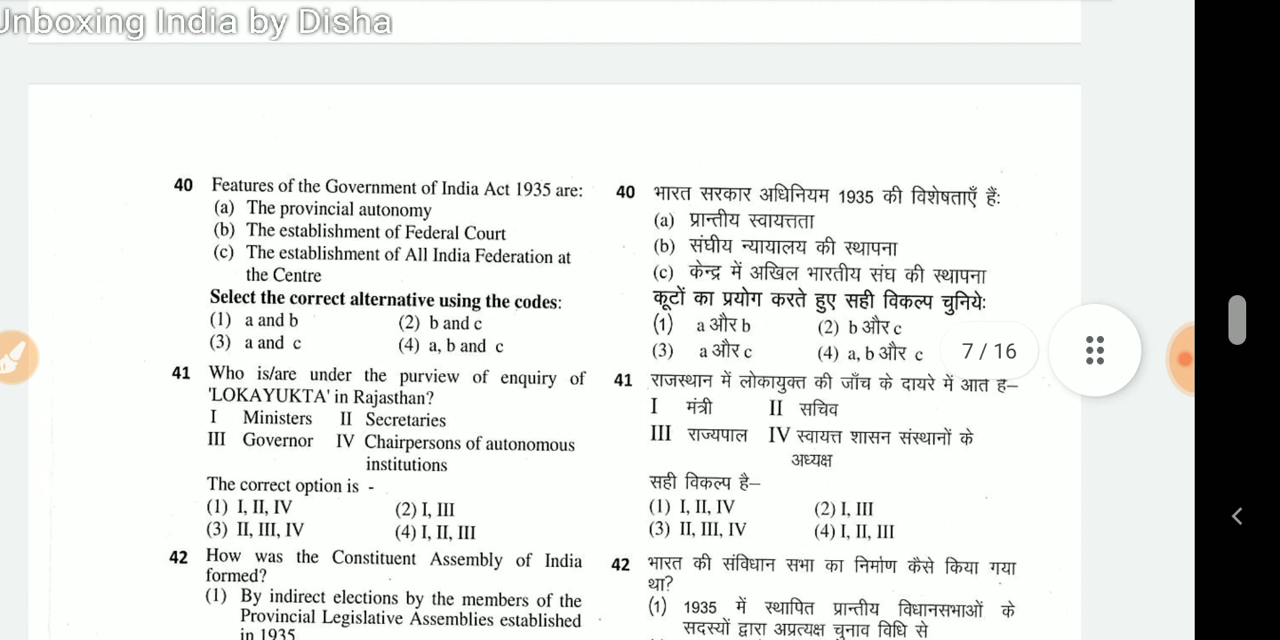 Unboxing India by Disha
40 Features of the Government of India Act 1935 are:
(a) The provincial autonomy
(b) The establishment of Federal Court
(c) The establishment of All India Federation at
the Centre
Select the correct alternative using the codes:
(1) a and b (2) b and c
(3) a and c (4) a, b and c
41 Who is/are under the purview of enquiry of
'LOKAYUKTA' in Rajasthan?
I Ministers II Secretaries
III Governor IV Chairpersons of autonomous
institutions
The correct option is -
(1) I, II, IV (2) I, III
(3) II, III, IV (4) I, II, III
42 How was the Constituent Assembly of India
formed?
(1) By indirect elections by the members of the
Provincial Legislative Assemblies established
in 1935
40 भारत सरकार अधिनियम 1935 की विशेषताएँ हैं:
(a) प्रान्तीय स्वायत्तता
(b) संघीय न्यायालय की स्थापना
(c) केन्द्र में अखिल भारतीय संघ की स्थापना
कूटों का प्रयोग करते हुए सही विकल्प चुनियेः
(1) a और b (2) b और c
(3) a और c (4) a, b और c
41 राजस्थान में लोकायुक्त की जाँच के दायरे में आत है–
I मंत्री II सचिव
III राज्यपाल IV स्वायत्त शासन संस्थानों के
अध्यक्ष
सही विकल्प है–
(1) I, II, IV (2) I, III
(3) II, III, IV (4) I, II, III
42 भारत की संविधान सभा का निर्माण कैसे किया गया
था?
(1) 1935 में स्थापित प्रान्तीय विधानसभाओं के
सदस्यों द्वारा अप्रत्यक्ष चुनाव विधि से
7 / 16